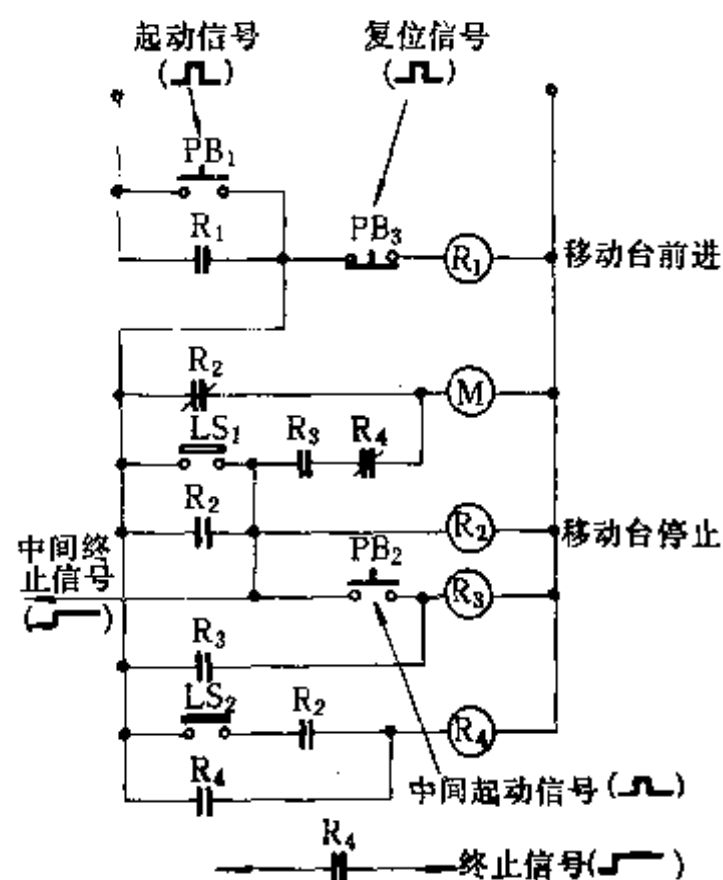 起动信号 复位信号
( ) ( )
PB₁
R₁ PB₃ R₁ 移动台前进
R₂ M
LS₁ R₃ R₄
R₂ R₂ 移动台停止
中间终 PB₂
止信号 R₃
( )
R₃
LS₂ R₂ R₄
R₄
中间起动信号( )
R₄ 终止信号( )